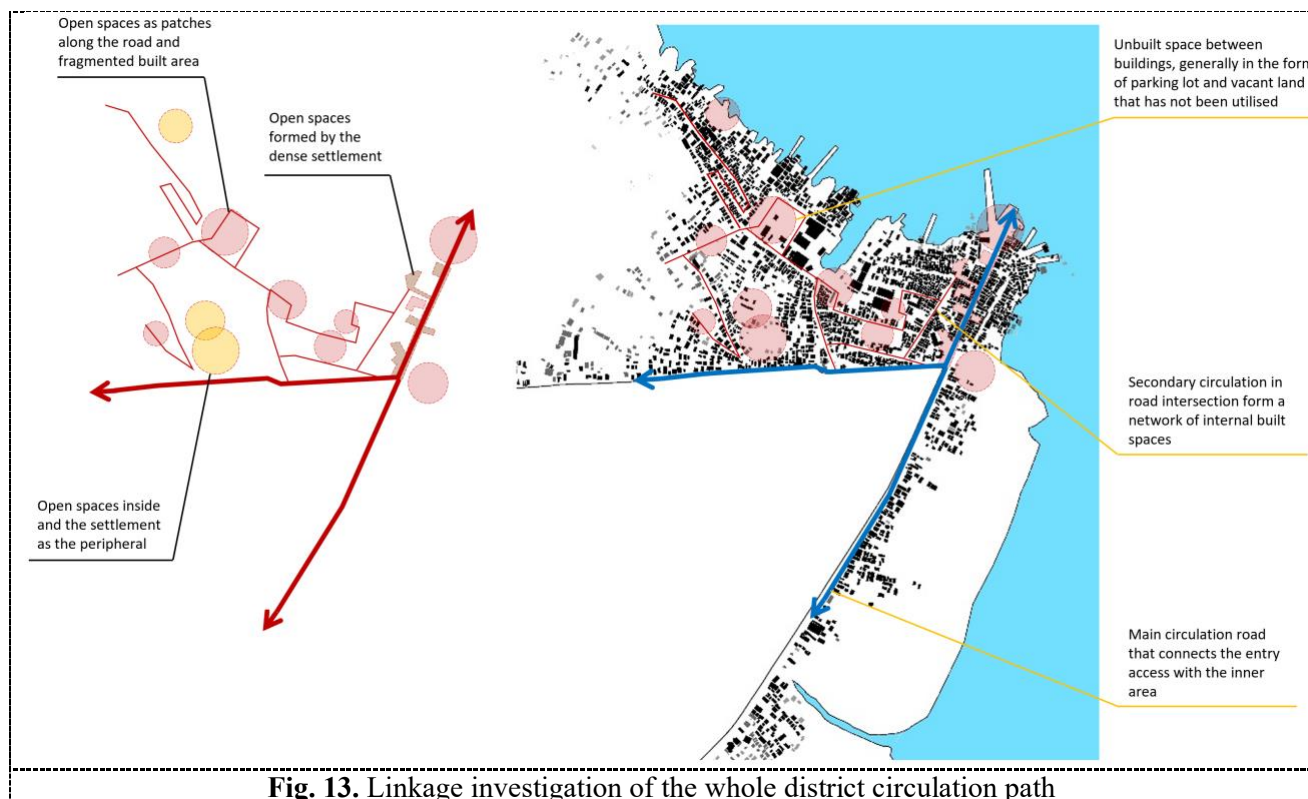 Open spaces as patches
along the road and
fragmented built area
Open spaces
formed by the
dense settlement
Open spaces inside
and the settlement
as the peripheral
Unbuilt space between
buildings, generally in the form
of parking lot and vacant land
that has not been utilised
Secondary circulation in
road intersection form a
network of internal built
spaces
Main circulation road
that connects the entry
access with the inner
area
Fig. 13. Linkage investigation of the whole district circulation path